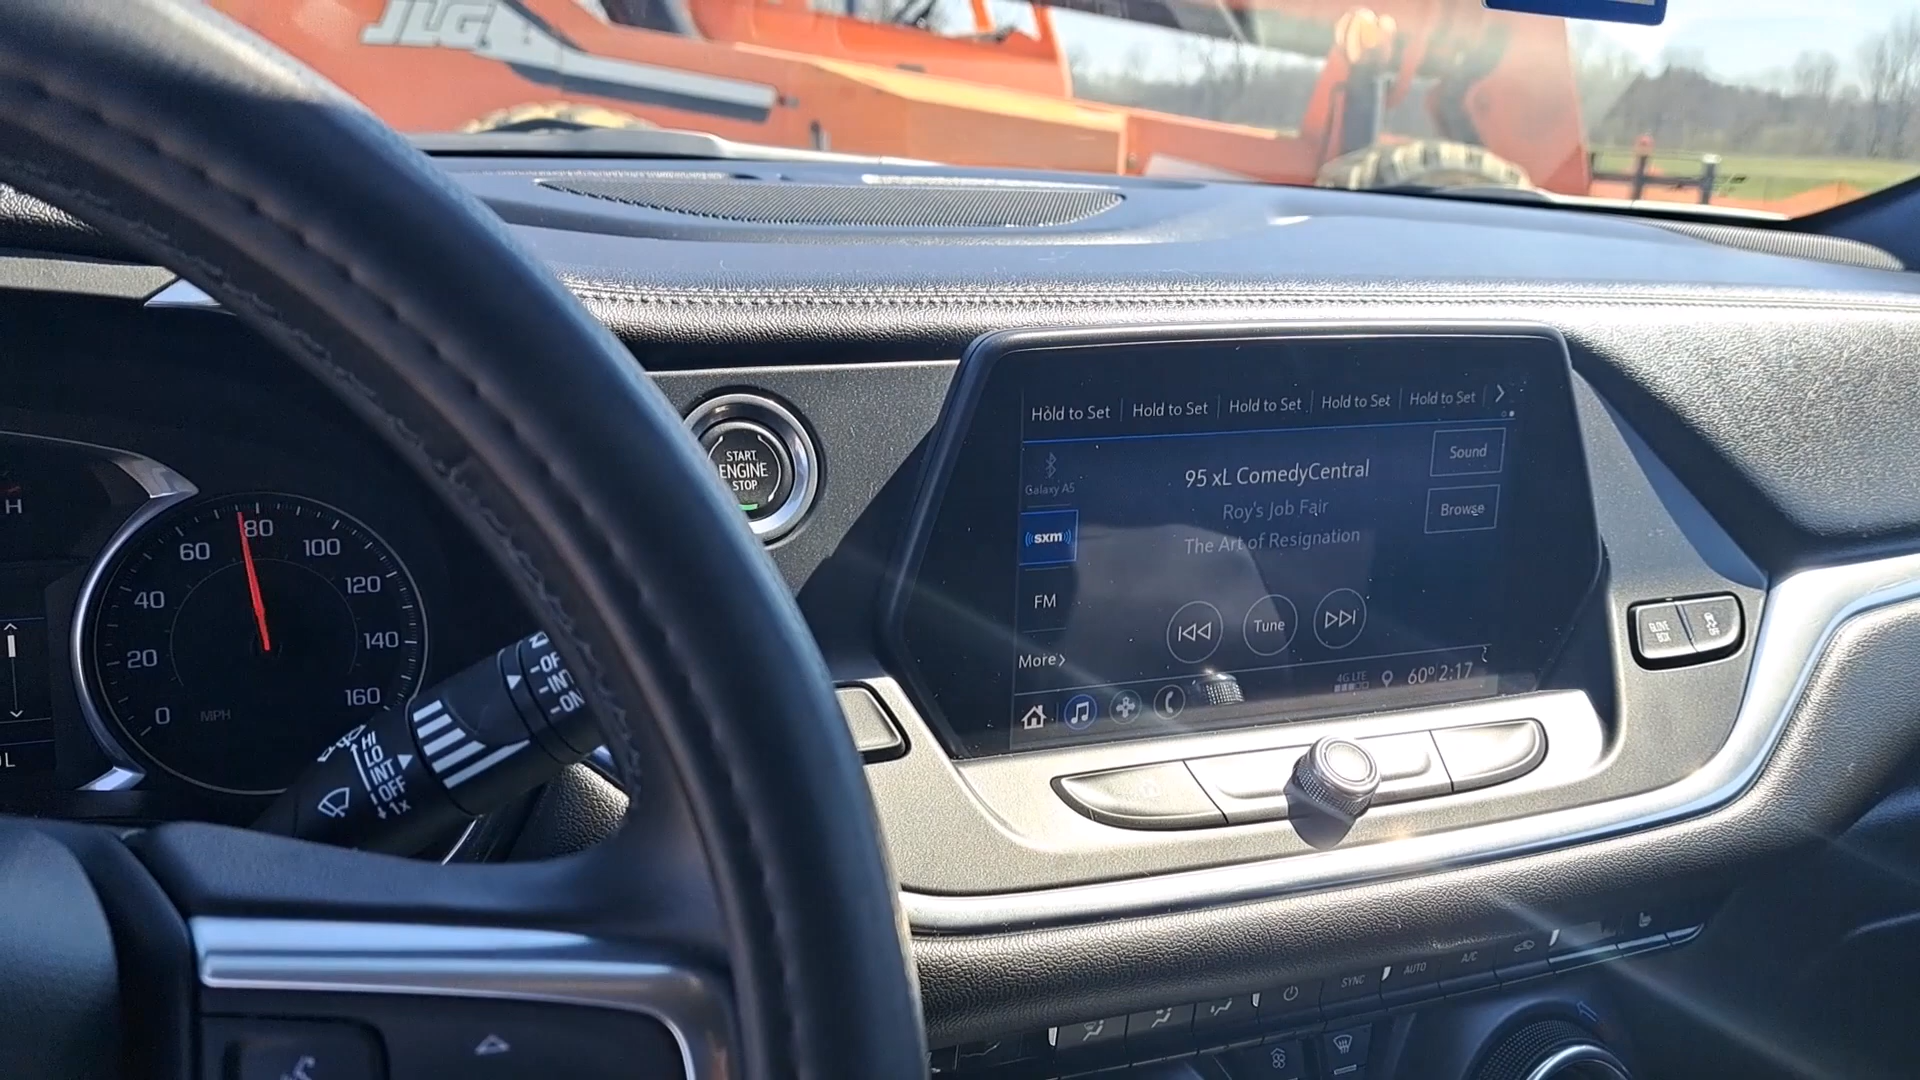 JLG
Hold to Set
Hold to Set
Hold to Set
Hold to Set
Hold to Set
START
ENGINE
STOP
Galaxy A5
95 xL ComedyCentral
Sound
Roy's Job Fair
Browse
The Art of Resignation
sxm
FM
Tune
More
4G LTE
60° 2:17
H
0
20
40
60
80
100
120
140
160
MPH
L
HI
LO
INT
OFF
1x
-OF
-INT
-ON
GLOVE
BOX
OFF
SYNC
AUTO
A/C